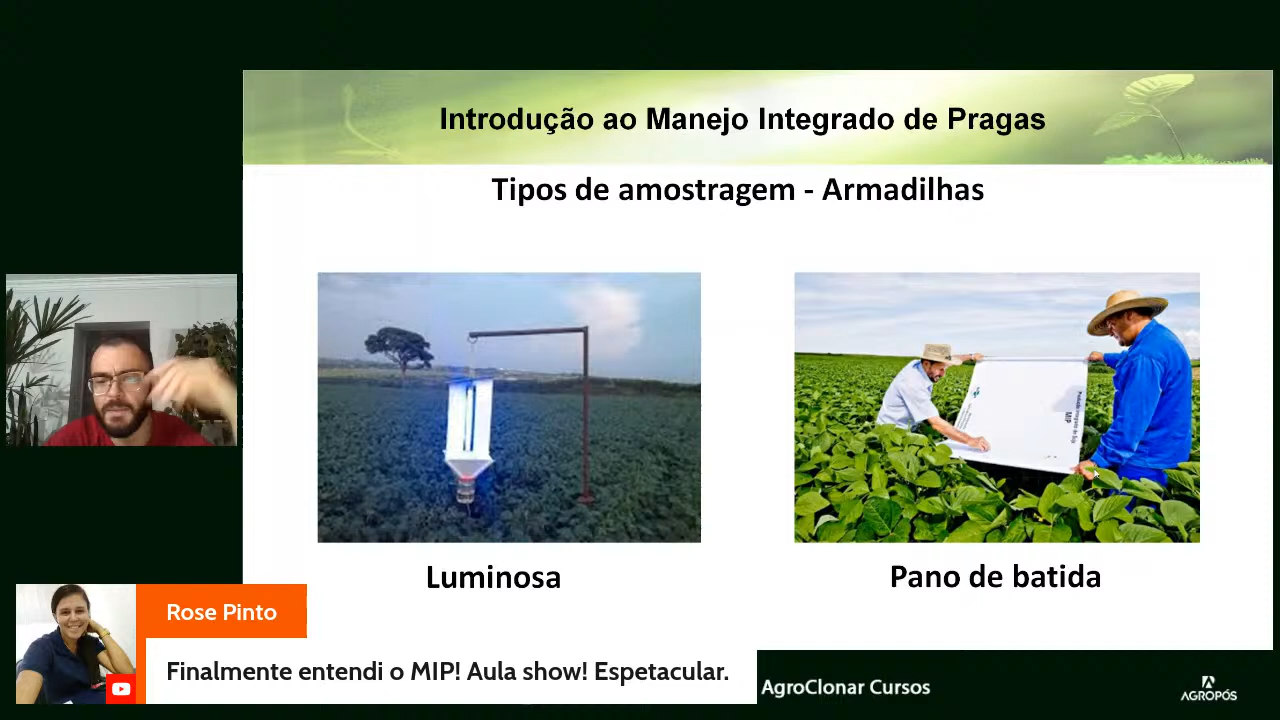 Introdução ao Manejo Integrado de Pragas
Tipos de amostragem - Armadilhas
MIP
Luminosa
Pano de batida
Rose Pinto
Finalmente entendi o MIP! Aula show! Espetacular.
AgroClonar Cursos
AGROPÓS